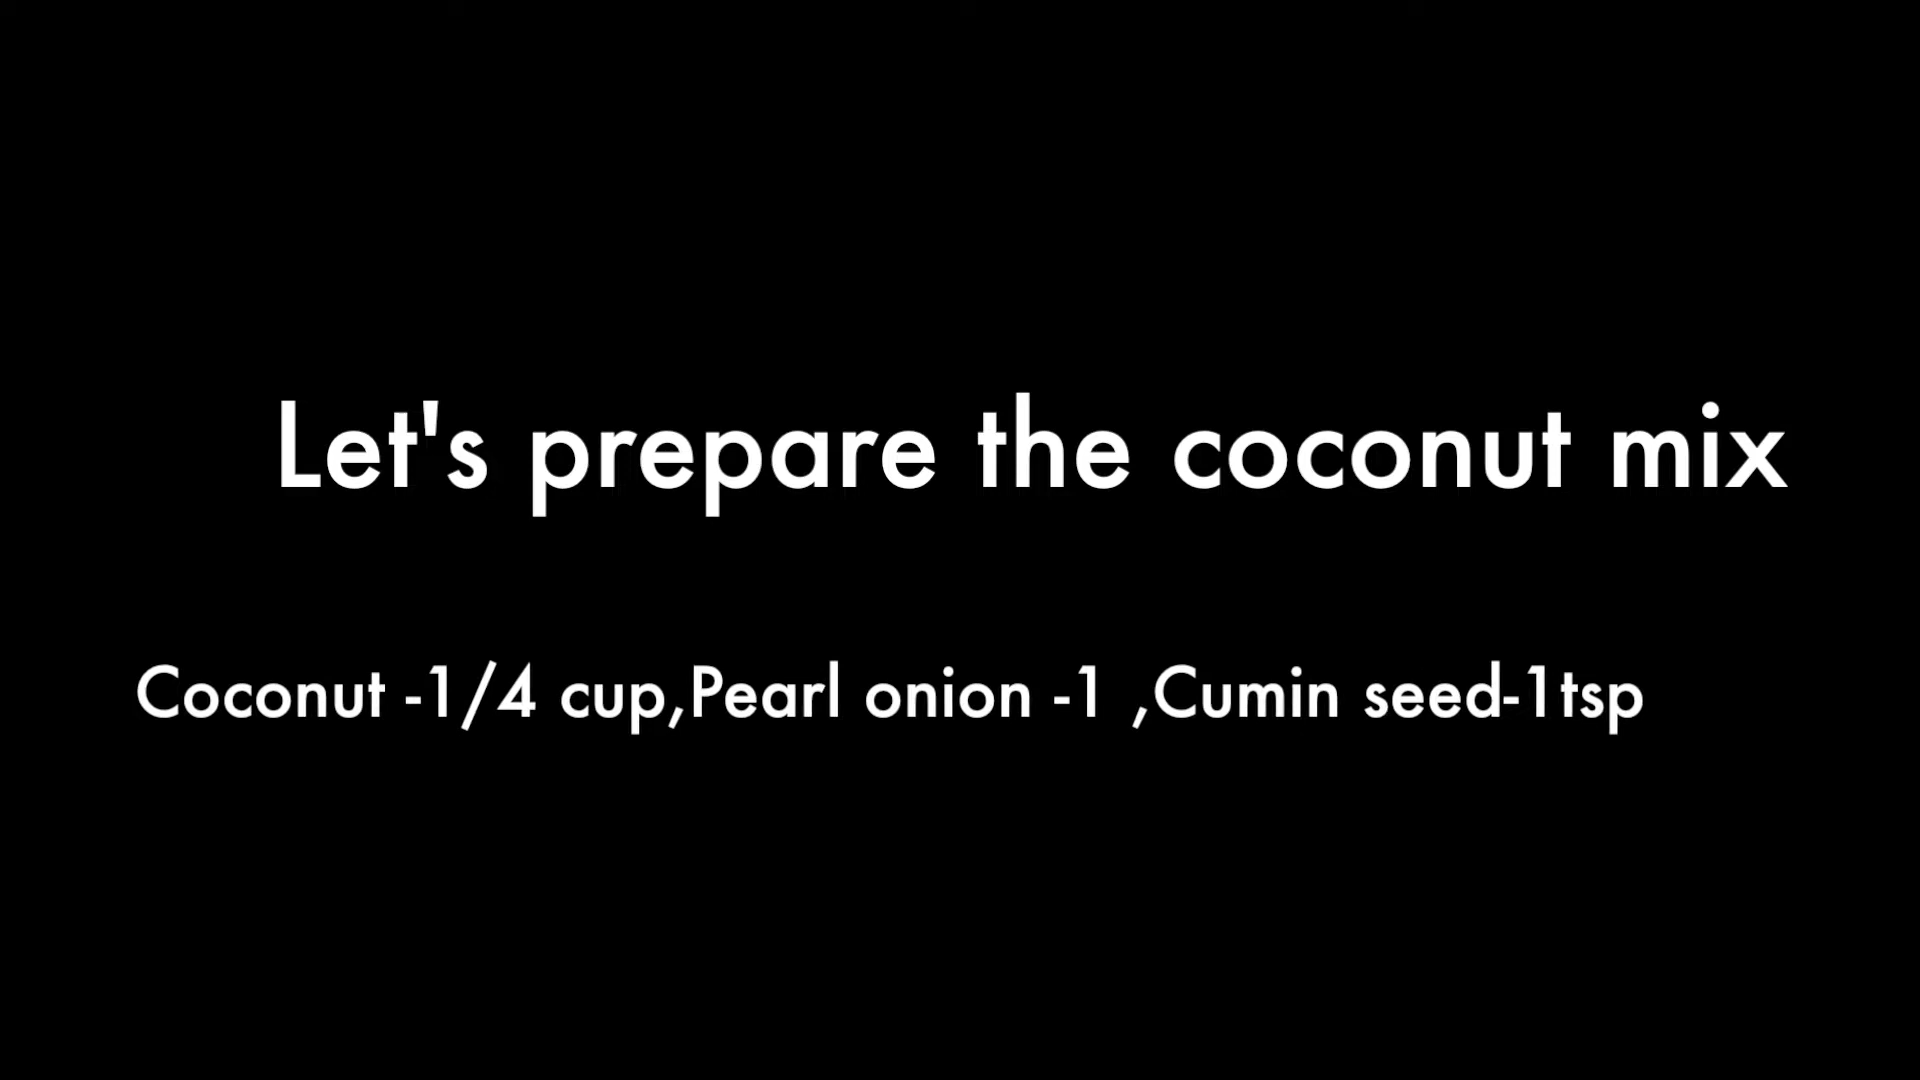 Let's prepare the coconut mix
Coconut -1/4 cup,Pearl onion -1 ,Cumin seed-1tsp